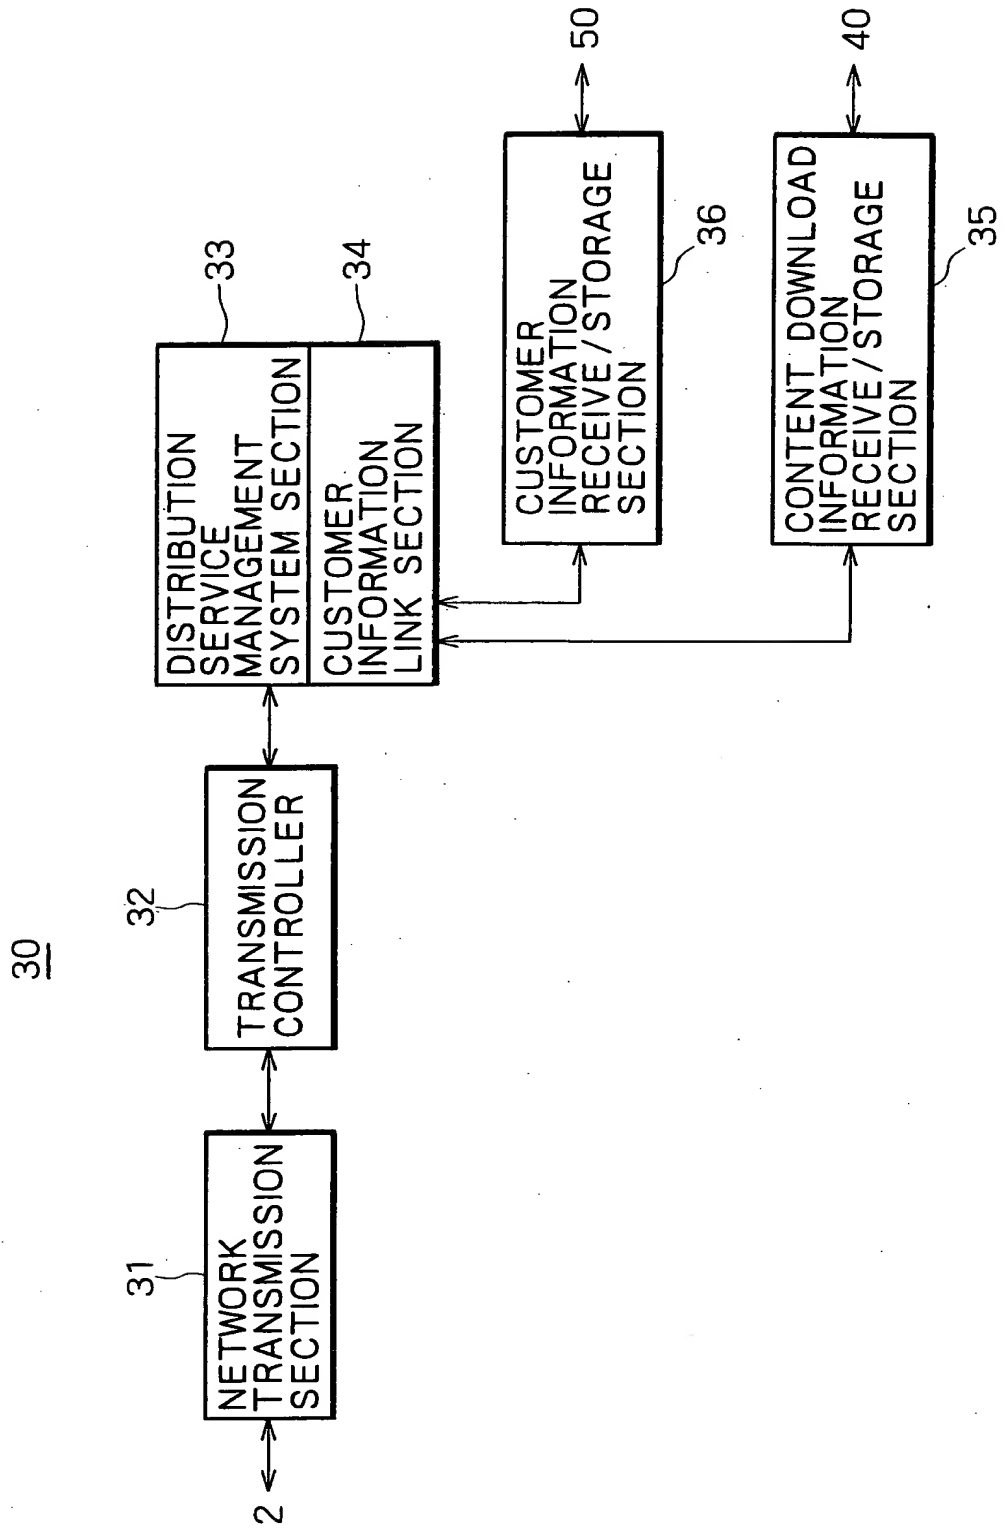 30
2
31
NETWORK
TRANSMISSION
SECTION
32
TRANSMISSION
CONTROLLER
33
DISTRIBUTION
SERVICE
MANAGEMENT
SYSTEM SECTION
34
CUSTOMER
INFORMATION
LINK SECTION
CUSTOMER
INFORMATION
RECEIVE/STORAGE
SECTION
36
50
CONTENT DOWNLOAD
INFORMATION
RECEIVE/STORAGE
SECTION
35
40